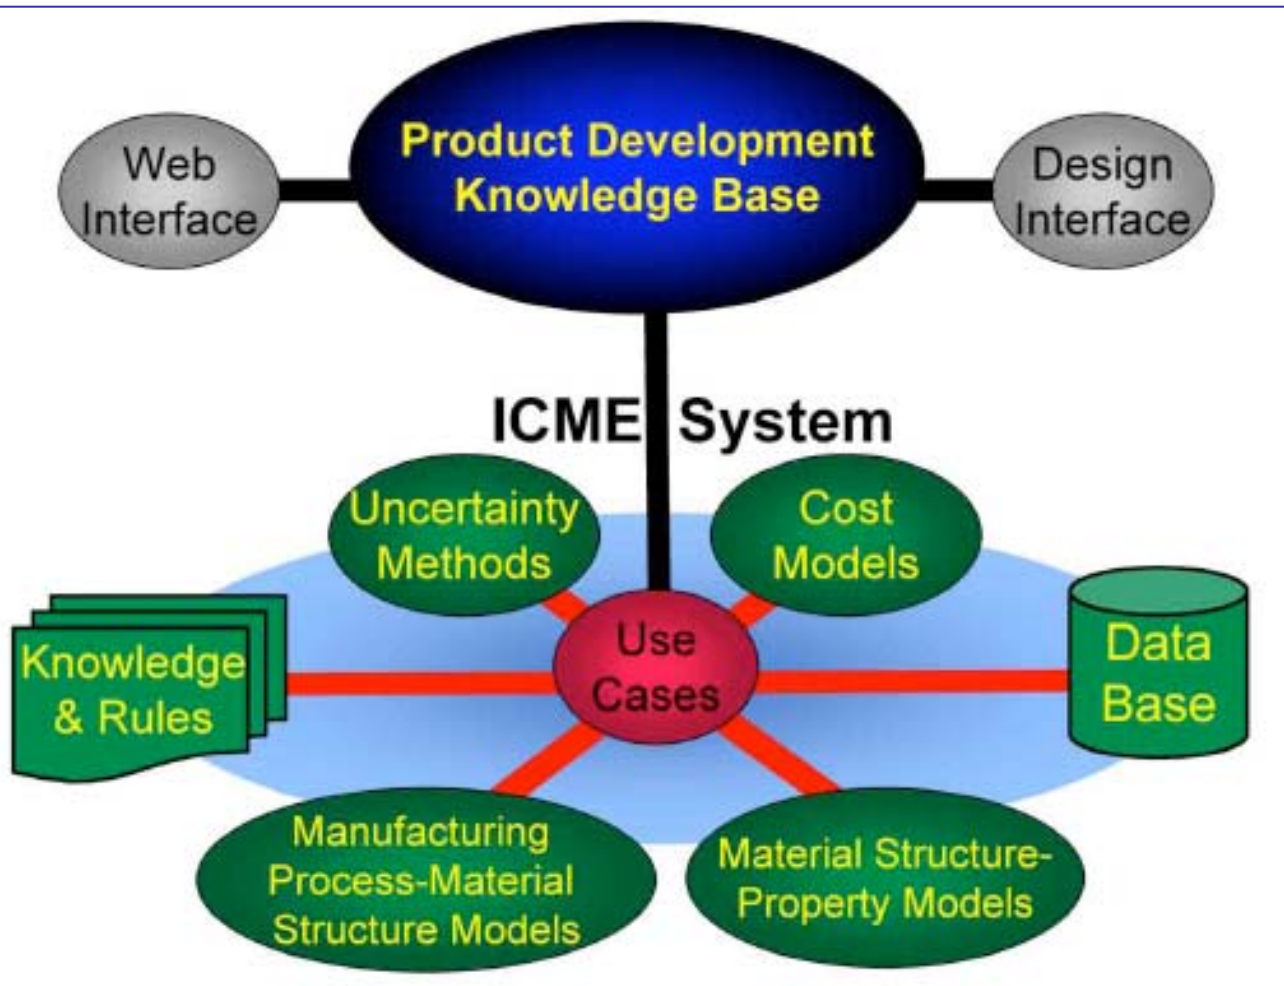 Product Development
Knowledge Base
Web
Interface
Design
Interface
ICME System
Uncertainty
Methods
Cost
Models
Knowledge
& Rules
Use
Cases
Data
Base
Manufacturing
Process-Material
Structure Models
Material Structure-
Property Models